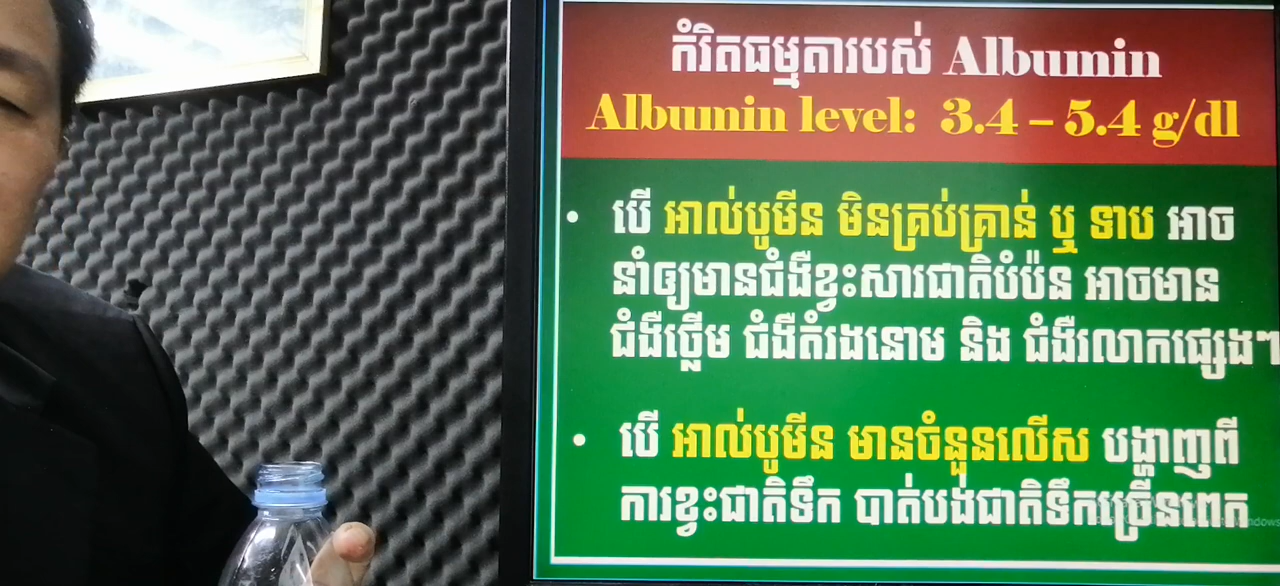 កំរិតធម្មតារបស់ Albumin
Albumin level: 3.4 – 5.4 g/dl
• បើ អាល់បូមីន មិនគ្រប់គ្រាន់ ឬ ទាប អាច
នាំឲ្យមានជំងឺខ្វះសារជាតិបំប៉ន អាចមាន
ជំងឺថ្លើម ជំងឺតំរងនោម និង ជំងឺរលាកផ្សេងៗ
• បើ អាល់បូមីន មានចំនួនលើស បង្ហាញពី
ការខ្វះជាតិទឹក បាត់បង់ជាតិទឹកច្រើនពេក